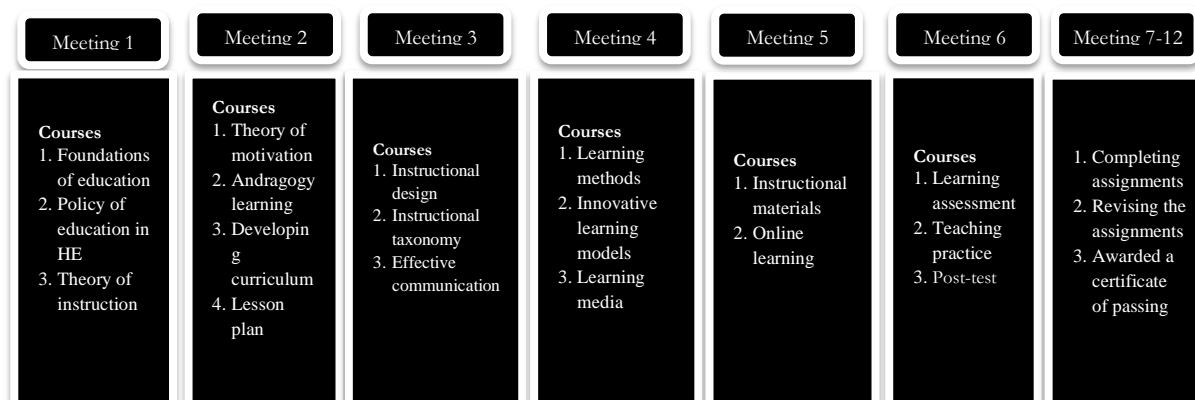 Meeting 1
Meeting 2
Meeting 3
Meeting 4
Meeting 5
Meeting 6
Meeting 7-12
Courses
1. Foundations
of education
2. Policy of
education in
HE
3. Theory of
instruction
Courses
1. Theory of
motivation
2. Andragogy
learning
3. Developin
g
curriculum
4. Lesson
plan
Courses
1. Instructional
design
2. Instructional
taxonomy
3. Effective
communication
Courses
1. Learning
methods
2. Innovative
learning
models
3. Learning
media
Courses
1. Instructional
materials
2. Online
learning
Courses
1. Learning
assessment
2. Teaching
practice
3. Post-test
1. Completing
assignments
2. Revising the
assignments
3. Awarded a
certificate
of passing